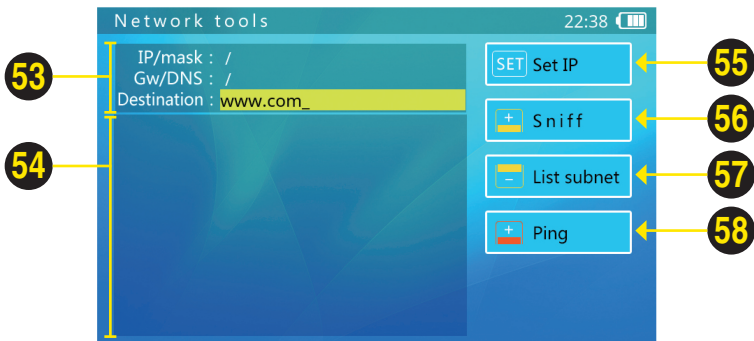 Network tools 22:38
53
IP/mask : /
Gw/DNS : /
Destination : www.com_
54
SET Set IP 55
+ Sniff 56
− List subnet 57
+ Ping 58